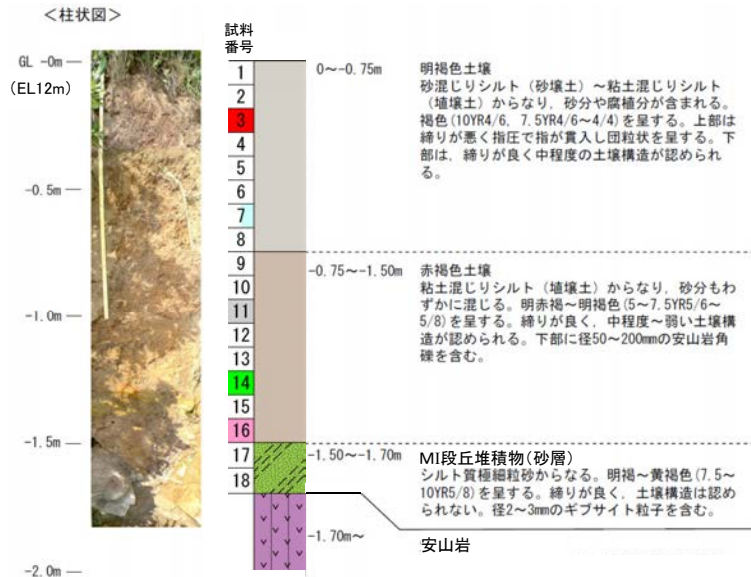 <柱状図>
試料
番号
GL -0m
(EL12m)
-0.5m
-1.0m
-1.5m
-2.0m
1
2
3
4
5
6
7
8
9
10
11
12
13
14
15
16
17
18
0～-0.75m
明褐色土壌
砂混じりシルト（砂壌土）～粘土混じりシルト
（埴壌土）からなり，砂分や腐植分が含まれる。
褐色(10YR4/6，7.5YR4/6～4/4)を呈する。上部は
締りが悪く指圧で指が貫入し団粒状を呈する。下
部は，締りが良く中程度の土壌構造が認められ
る。
-0.75～-1.50m
赤褐色土壌
粘土混じりシルト（埴壌土）からなり，砂分もわ
ずかに混じる。明赤褐～明褐色(5～7.5YR5/6～
5/8)を呈する。締りが良く，中程度～弱い土壌構
造が認められる。下部に径50～200mmの安山岩角
礫を含む。
-1.50～-1.70m
MⅠ段丘堆積物(砂層)
シルト質極細粒砂からなる。明褐～黄褐色(7.5～
10YR5/8)を呈する。締りが良く，土壌構造は認め
られない。径2～3mmのギブサイト粒子を含む。
-1.70m～
安山岩